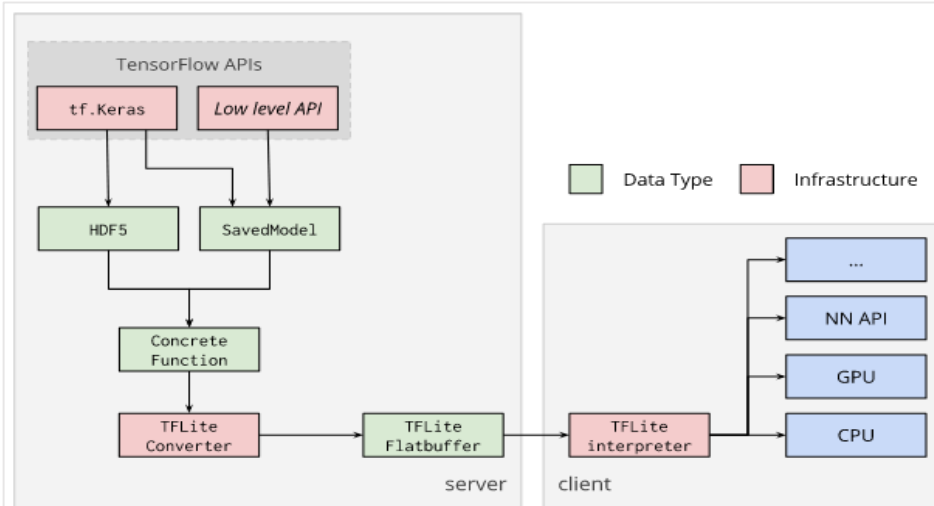 TensorFlow APIs
tf.Keras
Low level API
Data Type
Infrastructure
HDF5
SavedModel
...
NN API
Concrete
Function
GPU
TFLite
Converter
TFLite
Flatbuffer
TFLite
interpreter
CPU
server
client